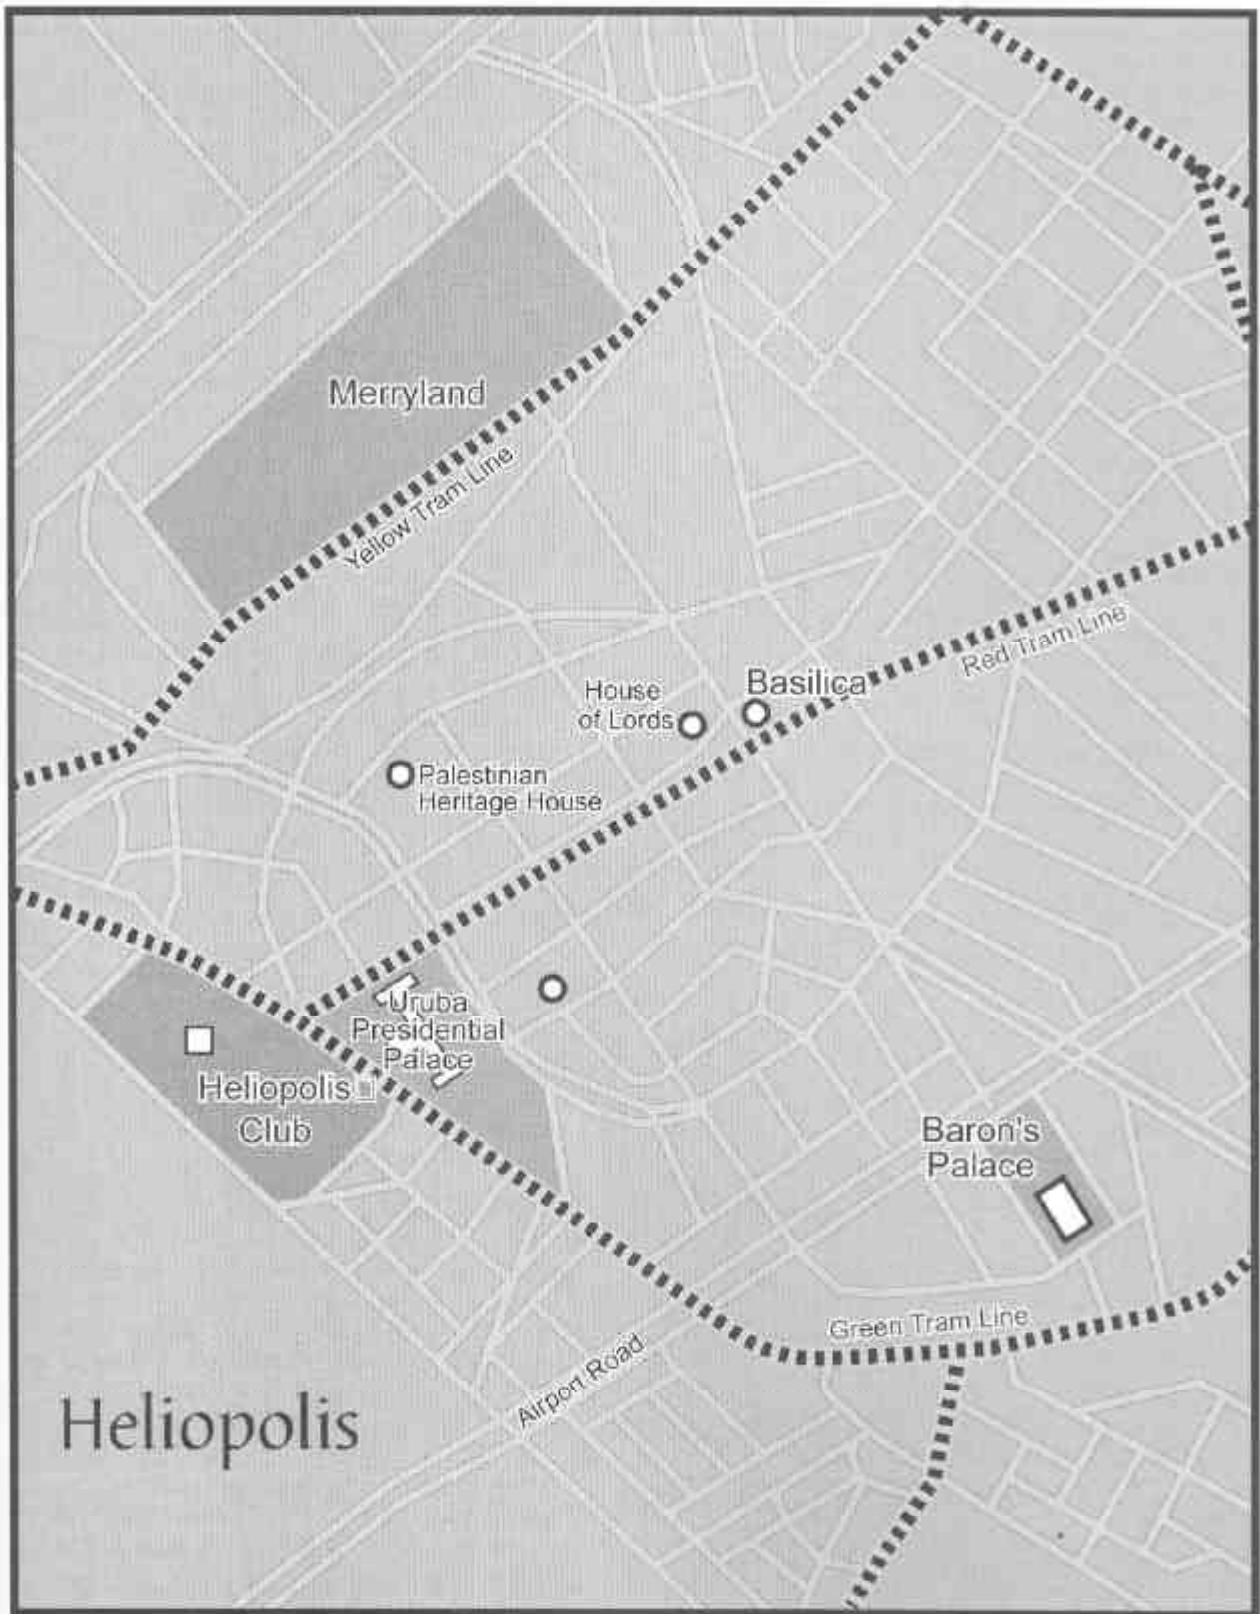 Merryland
Yellow Tram Line
Red Tram Line
House
of Lords
Basilica
Palestinian
Heritage House
Uruba
Presidential
Palace
Heliopolis
Club
Baron's
Palace
Green Tram Line
Airport Road
Heliopolis